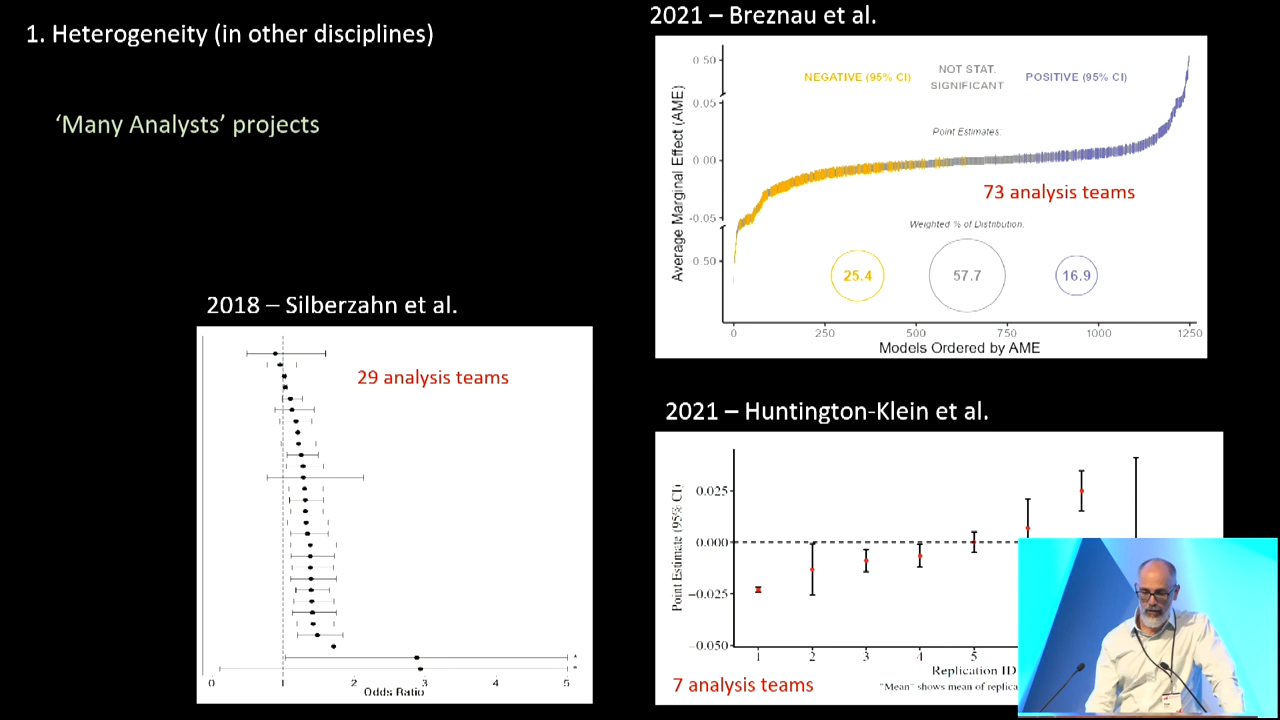 1. Heterogeneity (in other disciplines)
'Many Analysts' projects
2018 – Silberzahn et al.
29 analysis teams
0 1 2 3 4 5
Odds Ratio
2021 – Breznau et al.
NEGATIVE (95% CI)
NOT STAT.
SIGNIFICANT
POSITIVE (95% CI)
Point Estimates:
73 analysis teams
Weighted % of Distribution:
25.4
57.7
16.9
Average Marginal Effect (AME)
0.50
0.05
0.00
-0.05
0.50
0 250 500 750 1000 1250
Models Ordered by AME
2021 – Huntington-Klein et al.
Point Estimate (95% CI)
0.025
0.000
−0.025
−0.050
1 2 3 4 5
Replication ID
7 analysis teams
"Mean" shows mean of